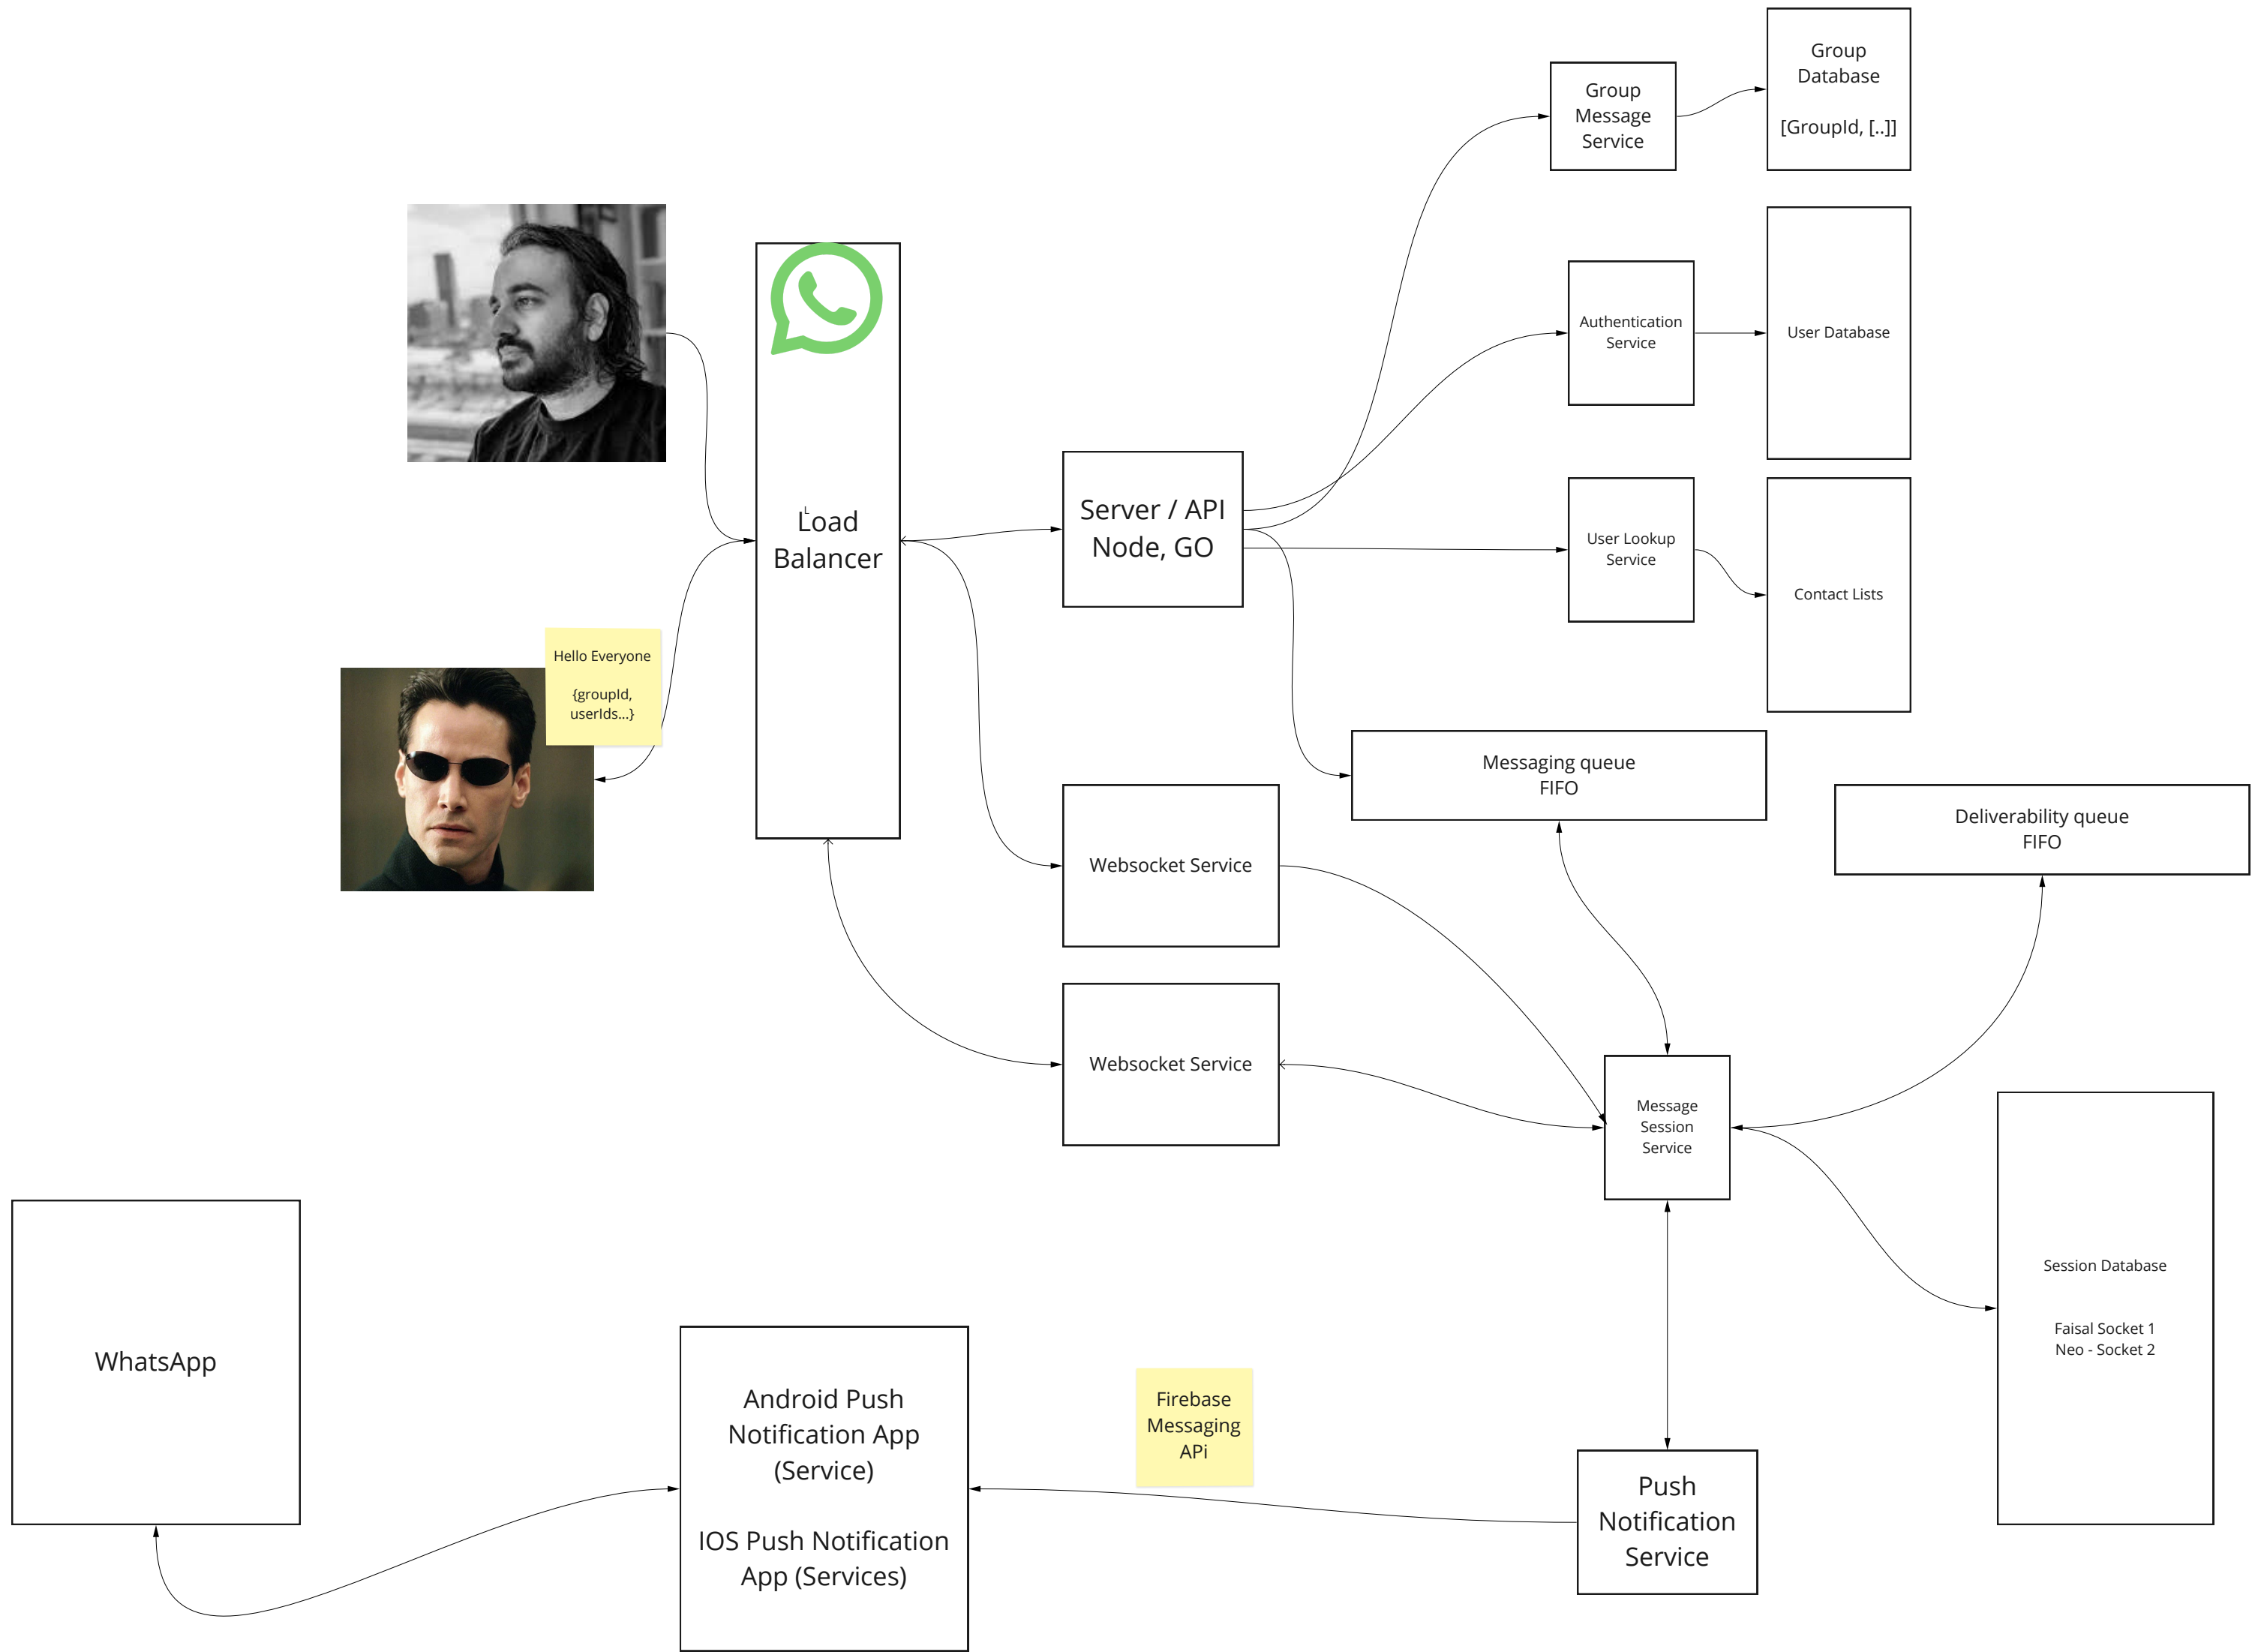 Group
Database
[GroupId, [..]]
Group
Message
Service
Authentication
Service
User Database
L
Load
Balancer
Server / API
Node, GO
User Lookup
Service
Contact Lists
Hello Everyone
{groupId,
userIds...}
Messaging queue
FIFO
Deliverability queue
FIFO
Websocket Service
Websocket Service
Message
Session
Service
Session Database
Faisal Socket 1
Neo - Socket 2
WhatsApp
Android Push
Notification App
(Service)
IOS Push Notification
App (Services)
Firebase
Messaging
APi
Push
Notification
Service